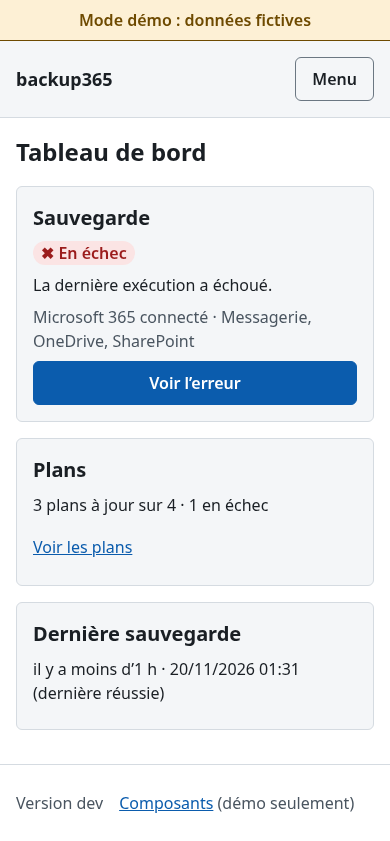 Mode démo : données fictives
backup365
Menu
Tableau de bord
Sauvegarde
✖ En échec
La dernière exécution a échoué.
Microsoft 365 connecté · Messagerie,
OneDrive, SharePoint
Voir l’erreur
Plans
3 plans à jour sur 4 · 1 en échec
Voir les plans
Dernière sauvegarde
il y a moins d’1 h · 20/11/2026 01:31
(dernière réussie)
Version dev Composants (démo seulement)